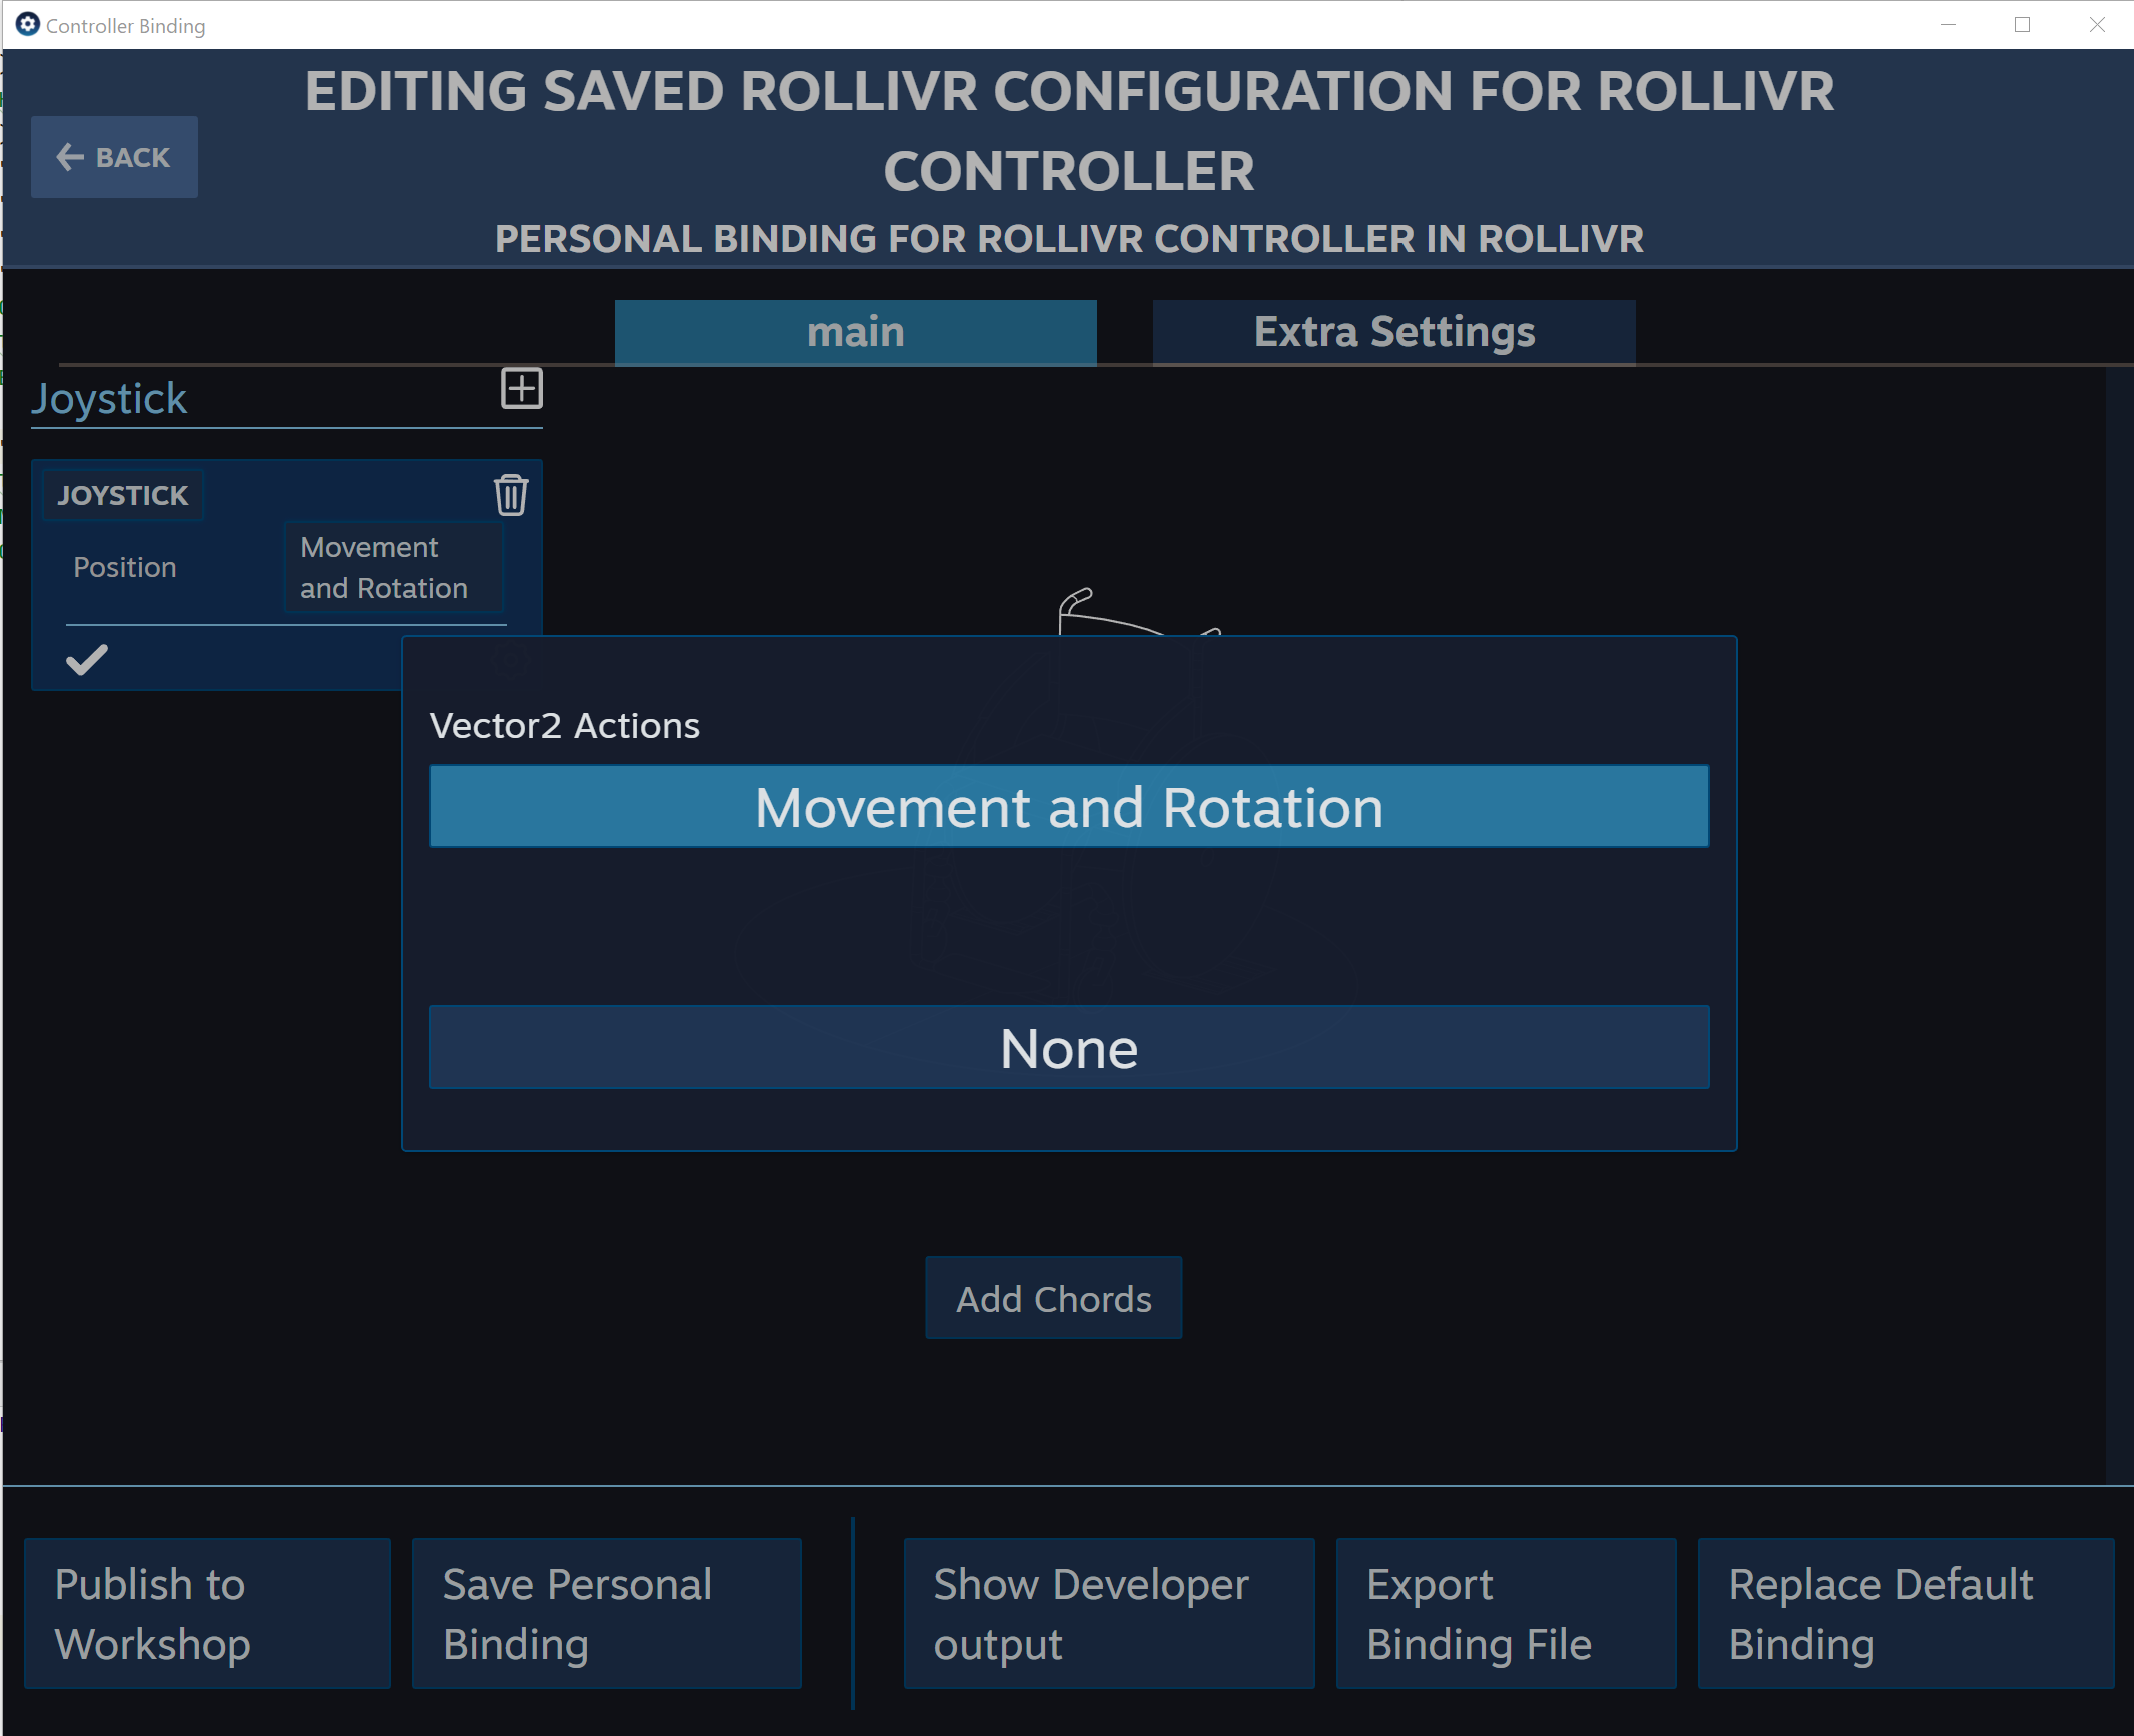 Controller Binding
EDITING SAVED ROLLIVR CONFIGURATION FOR ROLLIVR
CONTROLLER
BACK
PERSONAL BINDING FOR ROLLIVR CONTROLLER IN ROLLIVR
main
Extra Settings
Joystick
JOYSTICK
Position
Movement
and Rotation
Vector2 Actions
Movement and Rotation
None
Add Chords
Publish to
Workshop
Save Personal
Binding
Show Developer
output
Export
Binding File
Replace Default
Binding